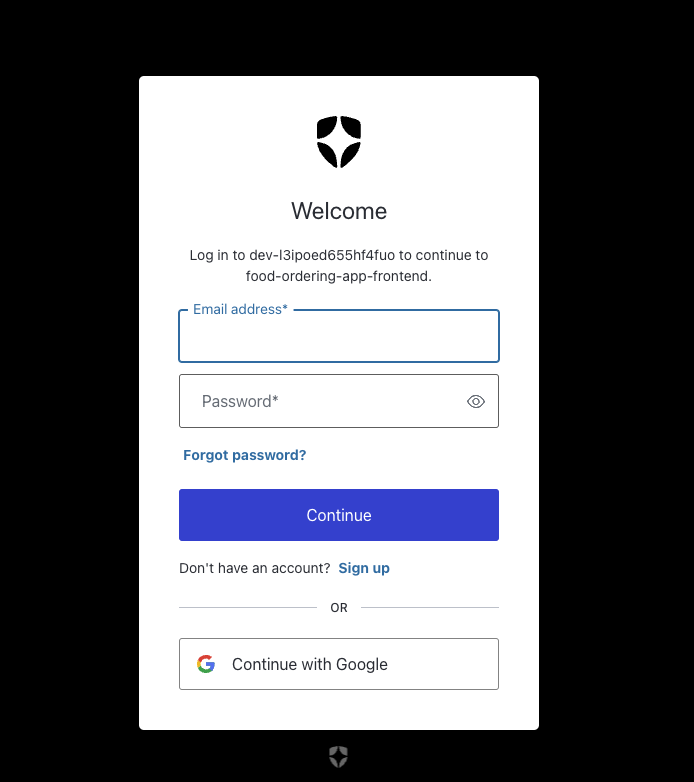 Welcome
Log in to dev-l3ipoed655hf4fuo to continue to
food-ordering-app-frontend.
Email address*
Password*
Forgot password?
Continue
Don't have an account? Sign up
OR
Continue with Google